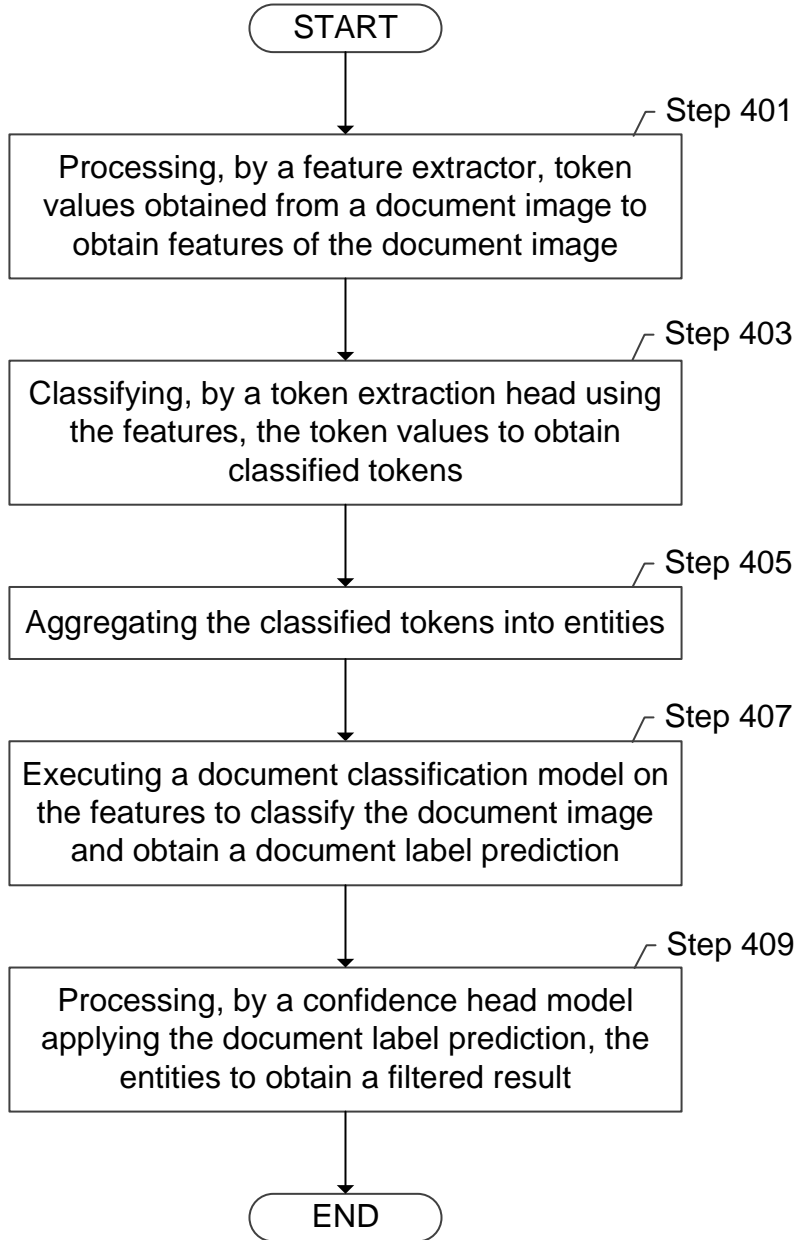 START
Step 401
Processing, by a feature extractor, token
values obtained from a document image to
obtain features of the document image
Step 403
Classifying, by a token extraction head using
the features, the token values to obtain
classified tokens
Step 405
Aggregating the classified tokens into entities
Step 407
Executing a document classification model on
the features to classify the document image
and obtain a document label prediction
Step 409
Processing, by a confidence head model
applying the document label prediction, the
entities to obtain a filtered result
END